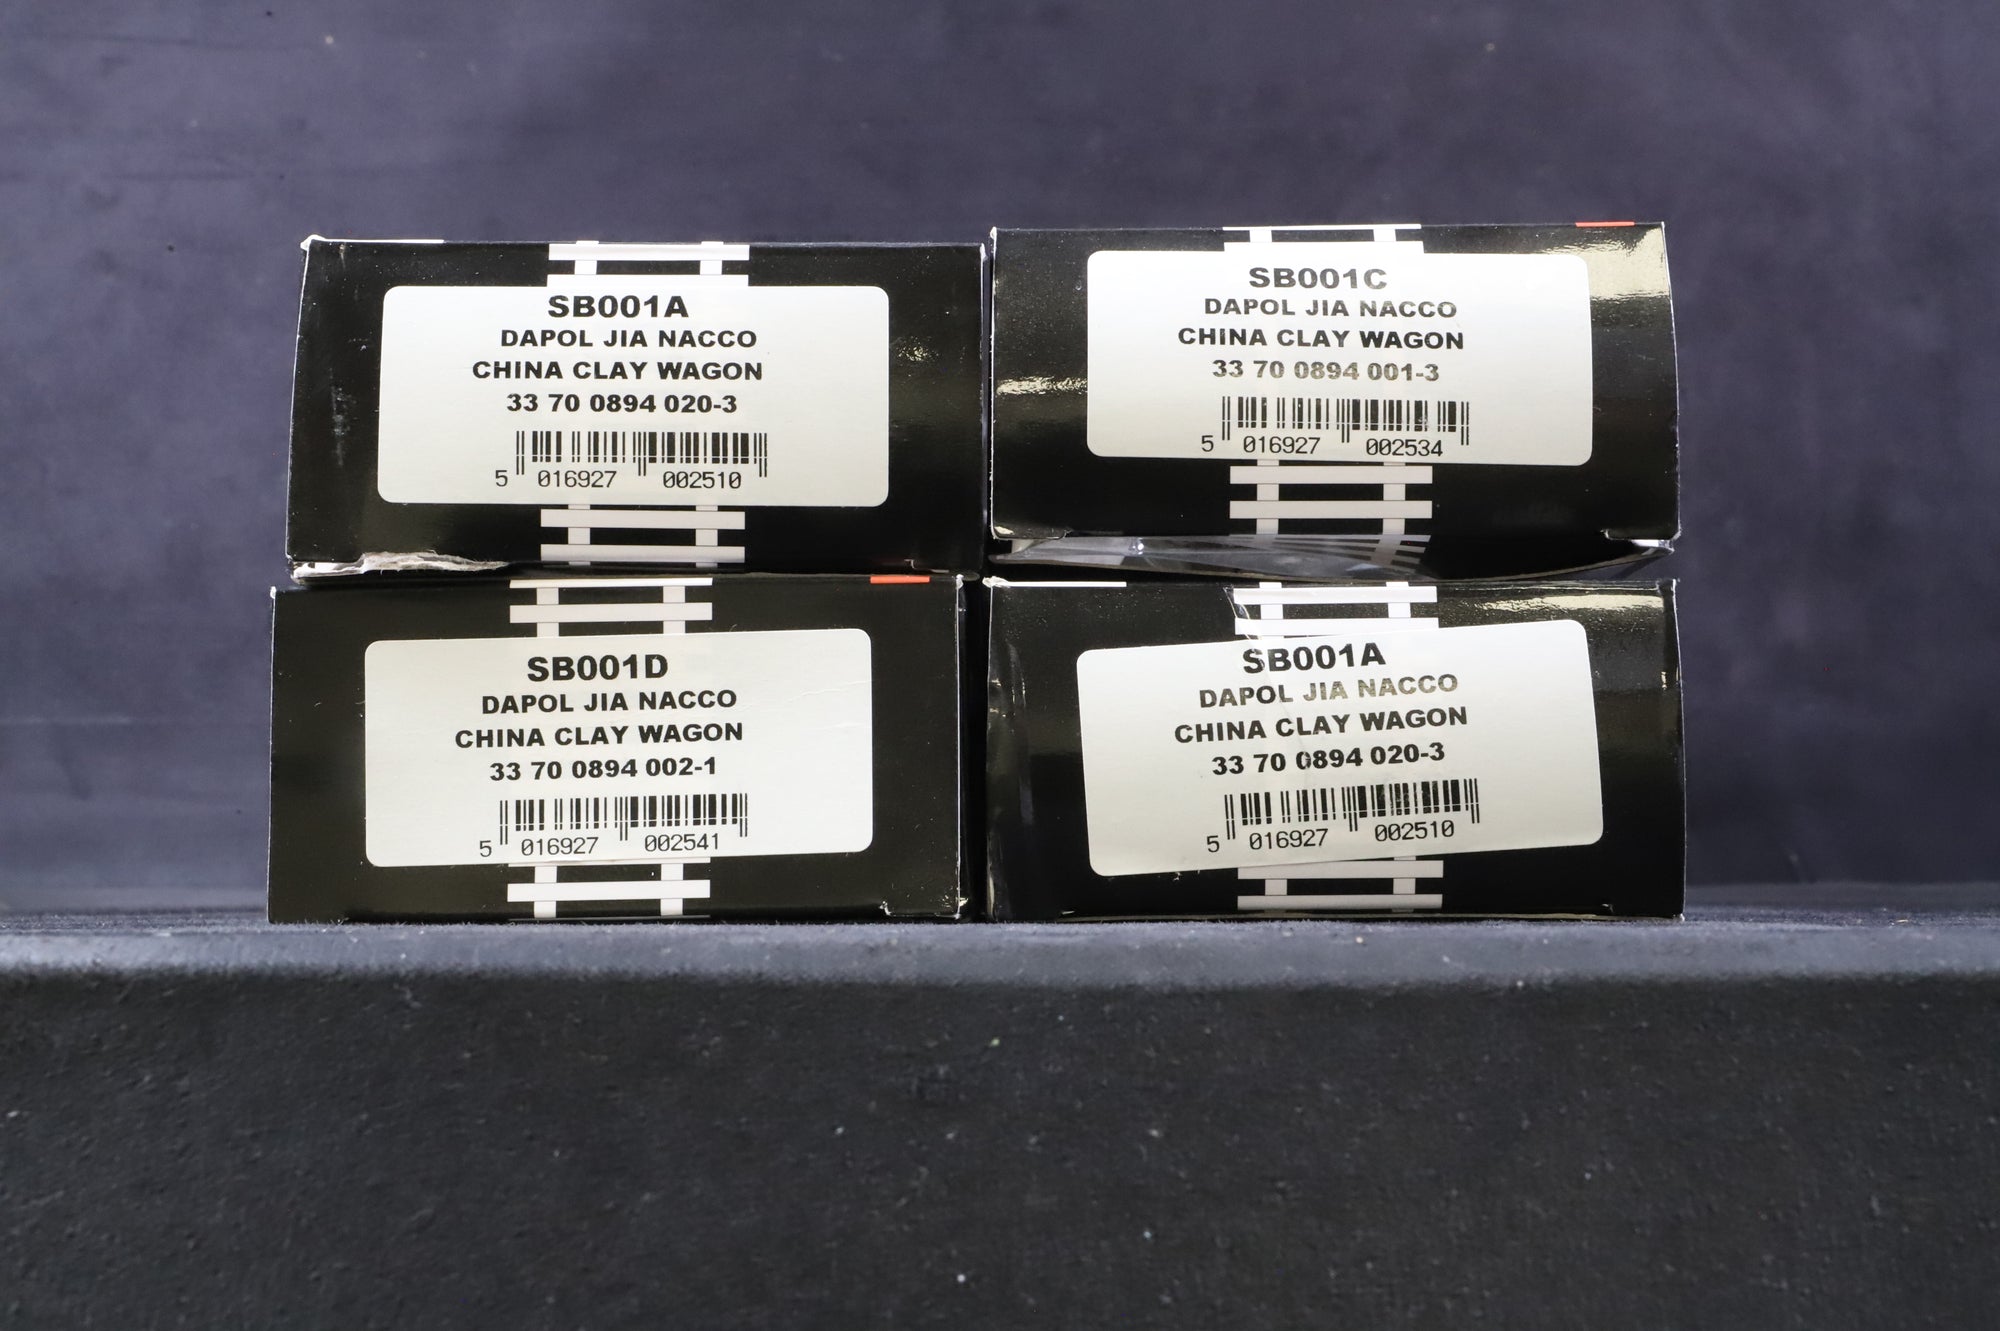 SB001A
DAPOL JIA NACCO
CHINA CLAY WAGON
33 70 0894 020-3
5 016927 002510
SB001C
DAPOL JIA NACCO
CHINA CLAY WAGON
33 70 0894 001-3
5 016927 002534
SB001D
DAPOL JIA NACCO
CHINA CLAY WAGON
33 70 0894 002-1
5 016927 002541
SB001A
DAPOL JIA NACCO
CHINA CLAY WAGON
33 70 0894 020-3
5 016927 002510